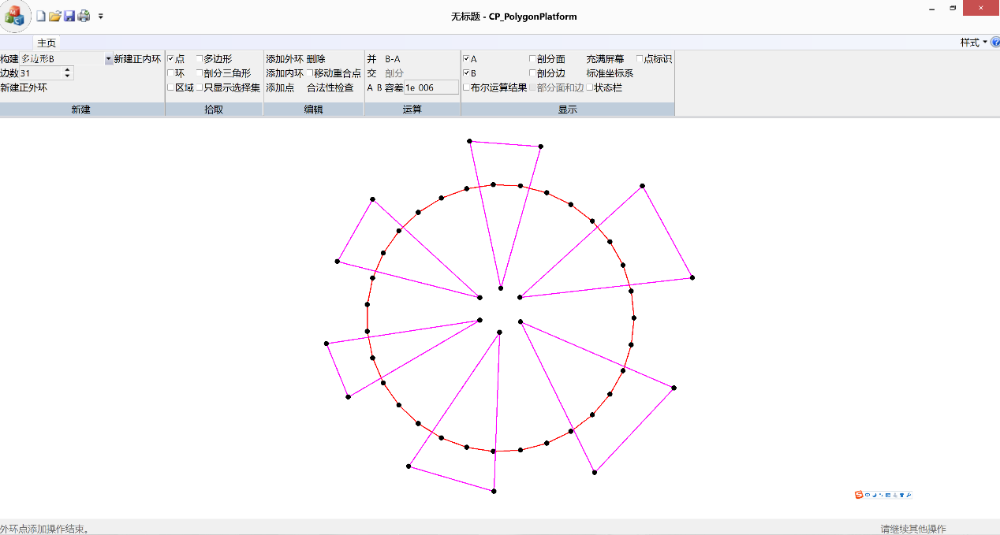 无标题 - CP_PolygonPlatform
主页
样式
构建 多边形B 新建正内环 点 多边形 添加外环 删除 并 B-A A 剖分面 充满屏幕 点标识
边数 31 环 剖分三角形 添加内环 移动重合点 交 剖分 B 剖分边 标准坐标系
新建正外环 区域 只显示选择集 添加点 合法性检查 A B 容差 1e 006 布尔运算结果 剖分面和边 状态栏
新建 拾取 编辑 运算 显示
外环点添加操作结束。 请继续其他操作